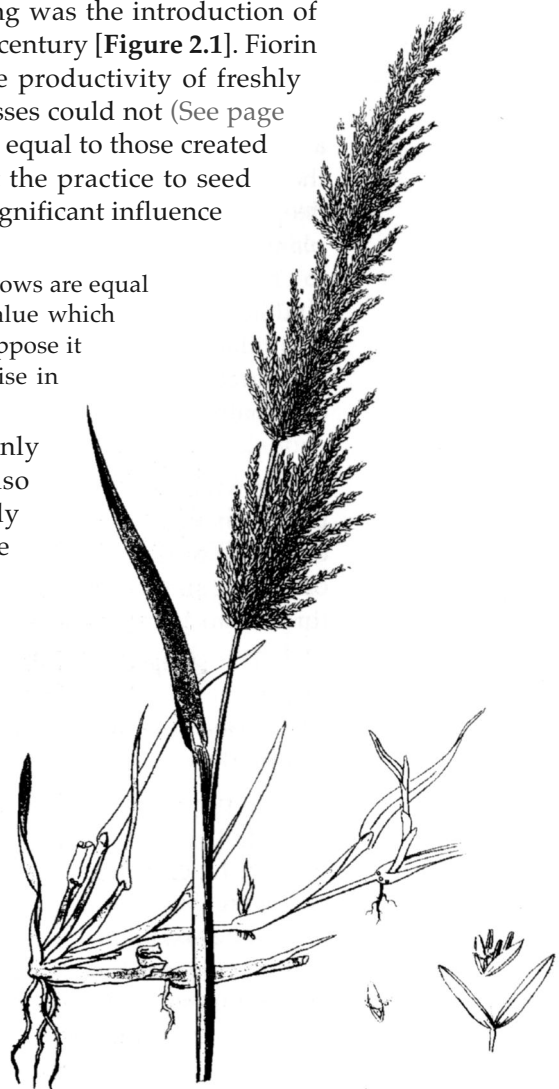 ng was the introduction of
century [Figure 2.1]. Fiorin
e productivity of freshly
sses could not (See page
equal to those created
the practice to seed
gnificant influence
ows are equal
alue which
ppose it
ise in
nly
lso
ly
e